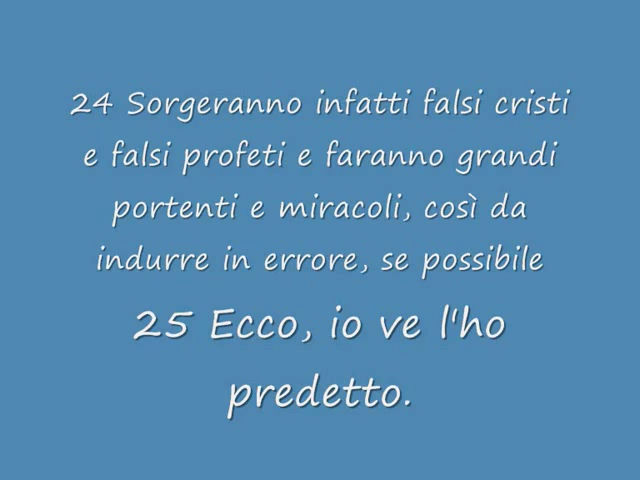 24 Sorgeranno infatti falsi cristi
e falsi profeti e faranno grandi
portenti e miracoli, così da
indurre in errore, se possibile
25 Ecco, io ve l'ho
predetto.